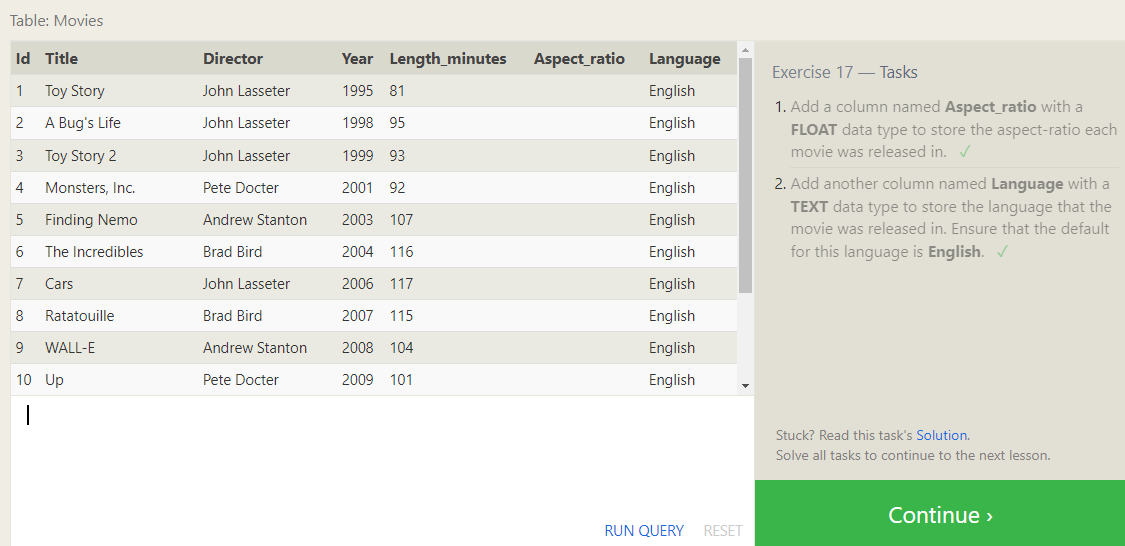 Table: Movies
Id Title Director Year Length_minutes Aspect_ratio Language
1 Toy Story John Lasseter 1995 81 English
2 A Bug's Life John Lasseter 1998 95 English
3 Toy Story 2 John Lasseter 1999 93 English
4 Monsters, Inc. Pete Docter 2001 92 English
5 Finding Nemo Andrew Stanton 2003 107 English
6 The Incredibles Brad Bird 2004 116 English
7 Cars John Lasseter 2006 117 English
8 Ratatouille Brad Bird 2007 115 English
9 WALL-E Andrew Stanton 2008 104 English
10 Up Pete Docter 2009 101 English
RUN QUERY RESET
Exercise 17 — Tasks
1. Add a column named Aspect_ratio with a
FLOAT data type to store the aspect-ratio each
movie was released in. ✓
2. Add another column named Language with a
TEXT data type to store the language that the
movie was released in. Ensure that the default
for this language is English. ✓
Stuck? Read this task's Solution.
Solve all tasks to continue to the next lesson.
Continue ›